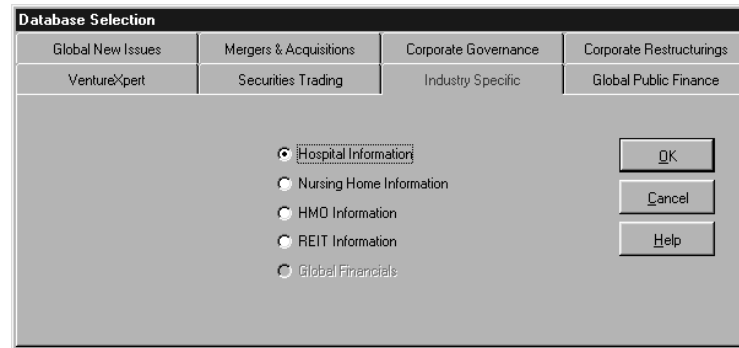 Database Selection
Global New Issues Mergers & Acquisitions Corporate Governance Corporate Restructurings
VentureXpert Securities Trading Industry Specific Global Public Finance
Hospital Information OK
Nursing Home Information Cancel
HMO Information
REIT Information Help
Global Financials